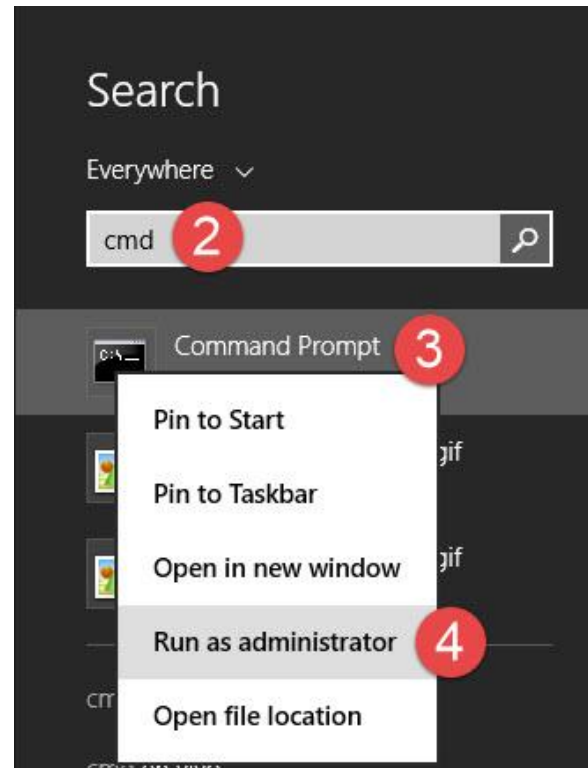 Search
Everywhere
cmd 2
Command Prompt 3
Pin to Start
gif
Pin to Taskbar
Open in new window
gif
Run as administrator 4
Open file location